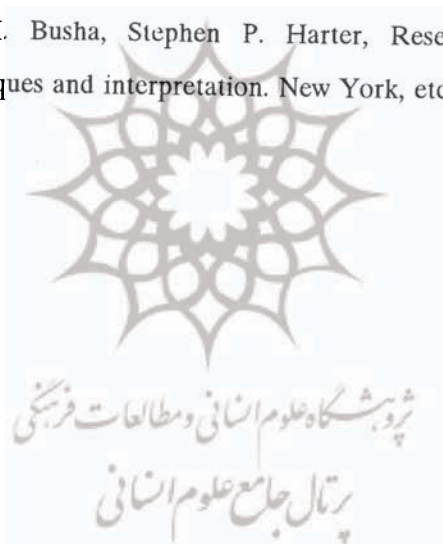 Busha, Stephen P. Harter, Rese
ques and interpretation. New York, etc
پژوهشگاه علوم انسانی و مطالعات فرهنگی
پرتال جامع علوم انسانی